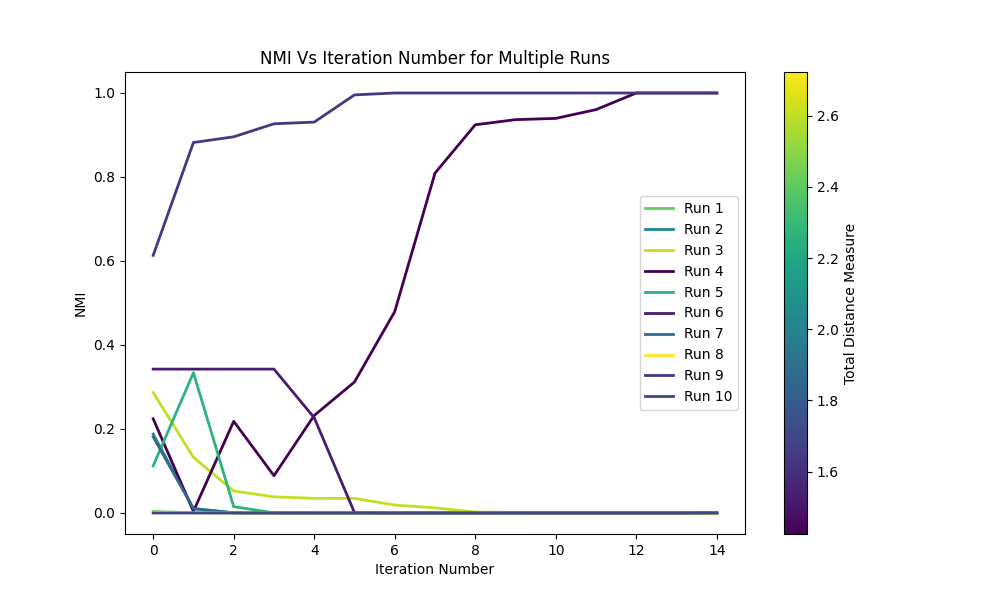 NMI Vs Iteration Number for Multiple Runs
NMI
1.0
0.8
0.6
0.4
0.2
0.0
0
2
4
6
8
10
12
14
Iteration Number
Run 1
Run 2
Run 3
Run 4
Run 5
Run 6
Run 7
Run 8
Run 9
Run 10
2.6
2.4
2.2
2.0
1.8
1.6
Total Distance Measure